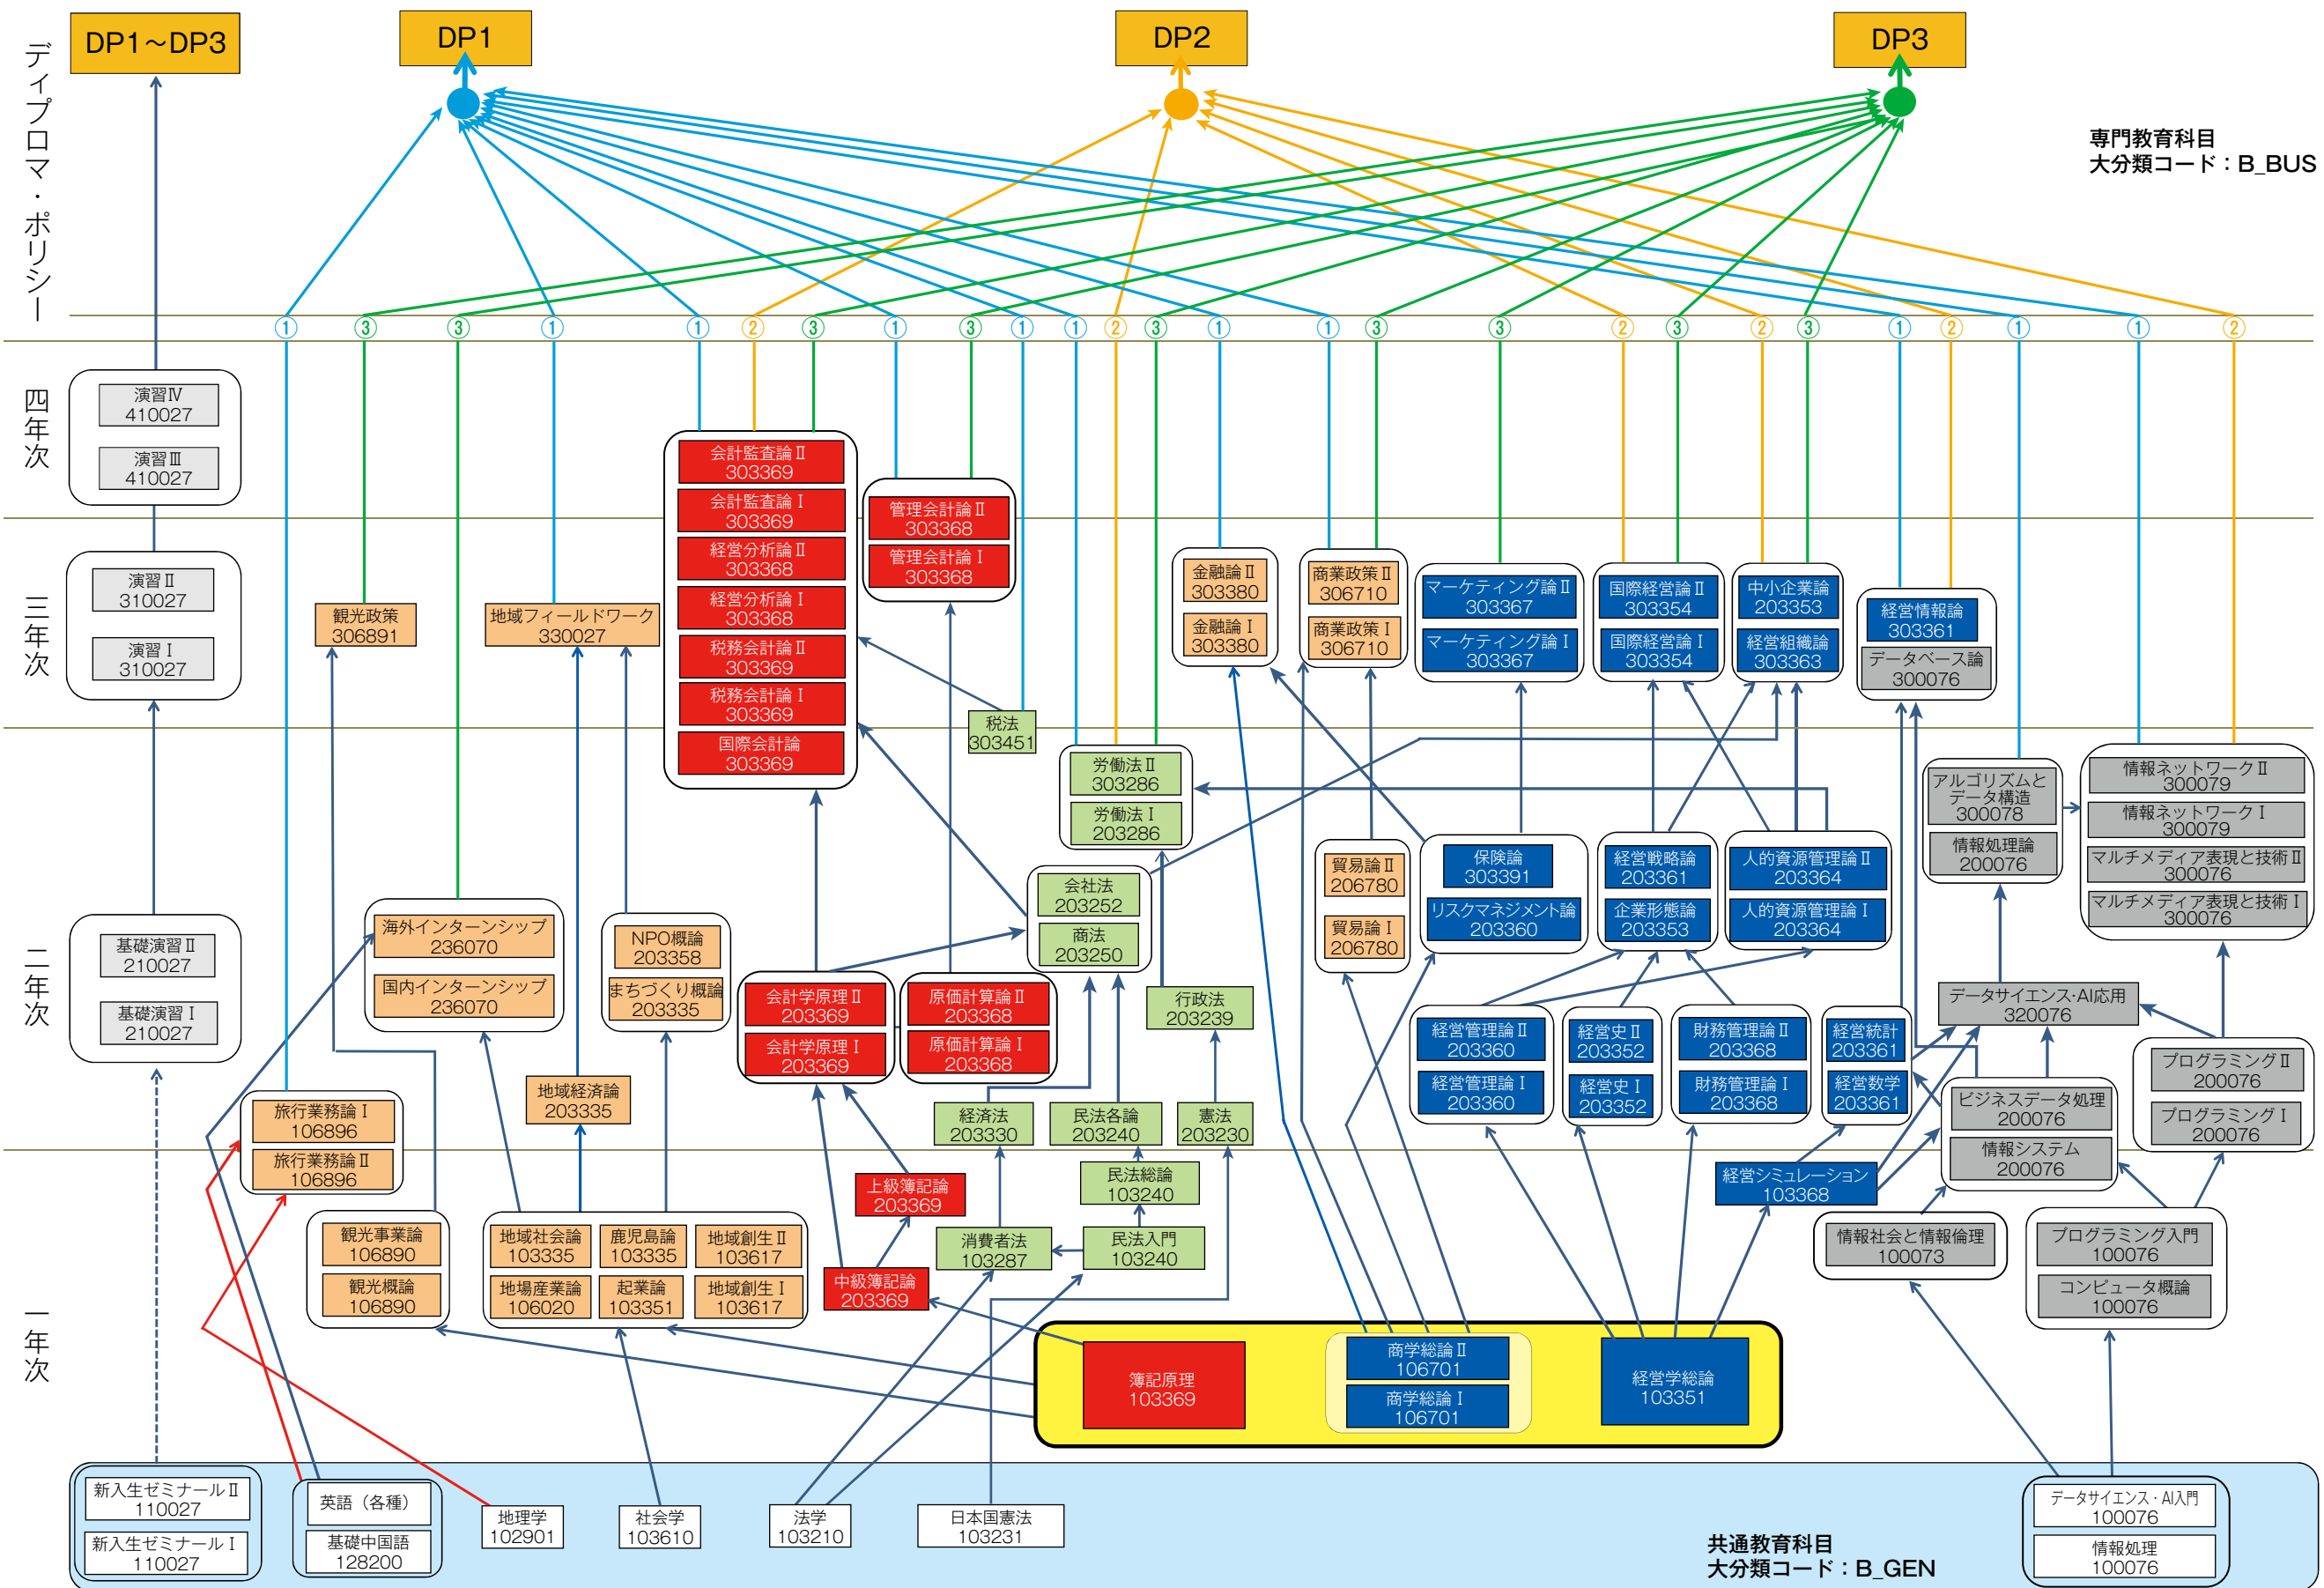 ディプロマ・ポリシー
DP1～DP3
DP1
DP2
DP3
専門教育科目
大分類コード：B_BUS
① ③ ③ ① ① ② ③ ① ③ ① ① ② ③ ① ① ③ ③ ② ③ ② ③ ① ② ① ① ②
四年次
演習Ⅳ
410027
演習Ⅲ
410027
会計監査論Ⅱ
303369
会計監査論Ⅰ
303369
経営分析論Ⅱ
303368
経営分析論Ⅰ
303368
税務会計論Ⅱ
303369
税務会計論Ⅰ
303369
国際会計論
303369
管理会計論Ⅱ
303368
管理会計論Ⅰ
303368
三年次
演習Ⅱ
310027
演習Ⅰ
310027
観光政策
306891
地域フィールドワーク
330027
税法
303451
金融論Ⅱ
303380
金融論Ⅰ
303380
商業政策Ⅱ
306710
商業政策Ⅰ
306710
マーケティング論Ⅱ
303367
マーケティング論Ⅰ
303367
国際経営論Ⅱ
303354
国際経営論Ⅰ
303354
中小企業論
203353
経営組織論
303363
経営情報論
303361
データベース論
300076
二年次
基礎演習Ⅱ
210027
基礎演習Ⅰ
210027
海外インターンシップ
236070
国内インターンシップ
236070
NPO概論
203358
まちづくり概論
203335
地域経済論
203335
旅行業務論Ⅰ
106896
旅行業務論Ⅱ
106896
会計学原理Ⅱ
203369
会計学原理Ⅰ
203369
原価計算論Ⅱ
203368
原価計算論Ⅰ
203368
労働法Ⅱ
303286
労働法Ⅰ
203286
会社法
203252
商法
203250
行政法
203239
経済法
203330
民法各論
203240
憲法
203230
貿易論Ⅱ
206780
貿易論Ⅰ
206780
保険論
303391
リスクマネジメント論
203360
経営戦略論
203361
企業形態論
203353
人的資源管理論Ⅱ
203364
人的資源管理論Ⅰ
203364
経営管理論Ⅱ
203360
経営管理論Ⅰ
203360
経営史Ⅱ
203352
経営史Ⅰ
203352
財務管理論Ⅱ
203368
財務管理論Ⅰ
203368
経営統計
203361
経営数学
203361
アルゴリズムと
データ構造
300078
情報処理論
200076
情報ネットワークⅡ
300079
情報ネットワークⅠ
300079
マルチメディア表現と技術Ⅱ
300076
マルチメディア表現と技術Ⅰ
300076
データサイエンス・AI応用
320076
ビジネスデータ処理
200076
情報システム
200076
プログラミングⅡ
200076
プログラミングⅠ
200076
一年次
観光事業論
106890
観光概論
106890
地域社会論
103335
鹿児島論
103335
地域創生Ⅱ
103617
地場産業論
106020
起業論
103351
地域創生Ⅰ
103617
上級簿記論
203369
中級簿記論
203369
民法総論
103240
消費者法
103287
民法入門
103240
経営シミュレーション
103368
情報社会と情報倫理
100073
プログラミング入門
100076
コンピュータ概論
100076
簿記原理
103369
商学総論Ⅱ
106701
商学総論Ⅰ
106701
経営学総論
103351
新入生ゼミナールⅡ
110027
新入生ゼミナールⅠ
110027
英語（各種）
基礎中国語
128200
地理学
102901
社会学
103610
法学
103210
日本国憲法
103231
データサイエンス・AI入門
100076
情報処理
100076
共通教育科目
大分類コード：B_GEN